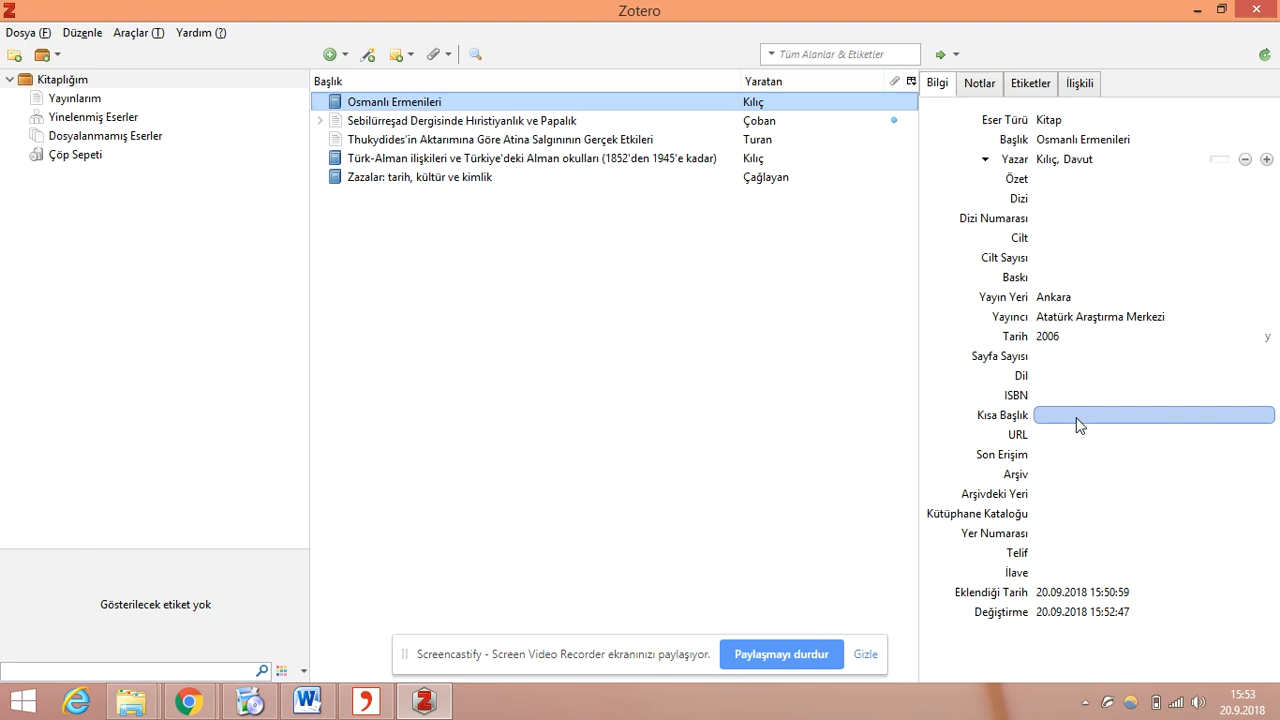 Zotero
Dosya (F) Düzenle Araçlar (T) Yardım (?)
Tüm Alanlar & Etiketler
Kitaplığım
Yayınlarım
Yinelenmiş Eserler
Dosyalanmamış Eserler
Çöp Sepeti
Gösterilecek etiket yok
Başlık Yaratan
Osmanlı Ermenileri Kılıç
Sebilürreşad Dergisinde Hıristiyanlık ve Papalık Çoban
Thukydides'in Aktarımına Göre Atina Salgınının Gerçek Etkileri Turan
Türk-Alman ilişkileri ve Türkiye'deki Alman okulları (1852'den 1945'e kadar) Kılıç
Zazalar: tarih, kültür ve kimlik Çağlayan
Bilgi Notlar Etiketler İlişkili
Eser Türü Kitap
Başlık Osmanlı Ermenileri
Yazar Kılıç, Davut
Özet
Dizi
Dizi Numarası
Cilt
Cilt Sayısı
Baskı
Yayın Yeri Ankara
Yayıncı Atatürk Araştırma Merkezi
Tarih 2006 y
Sayfa Sayısı
Dil
ISBN
Kısa Başlık
URL
Son Erişim
Arşiv
Arşivdeki Yeri
Kütüphane Kataloğu
Yer Numarası
Telif
İlave
Eklendiği Tarih 20.09.2018 15:50:59
Değiştirme 20.09.2018 15:52:47
Screencastify - Screen Video Recorder ekranınızı paylaşıyor. Paylaşmayı durdur Gizle
15:53
20.9.2018